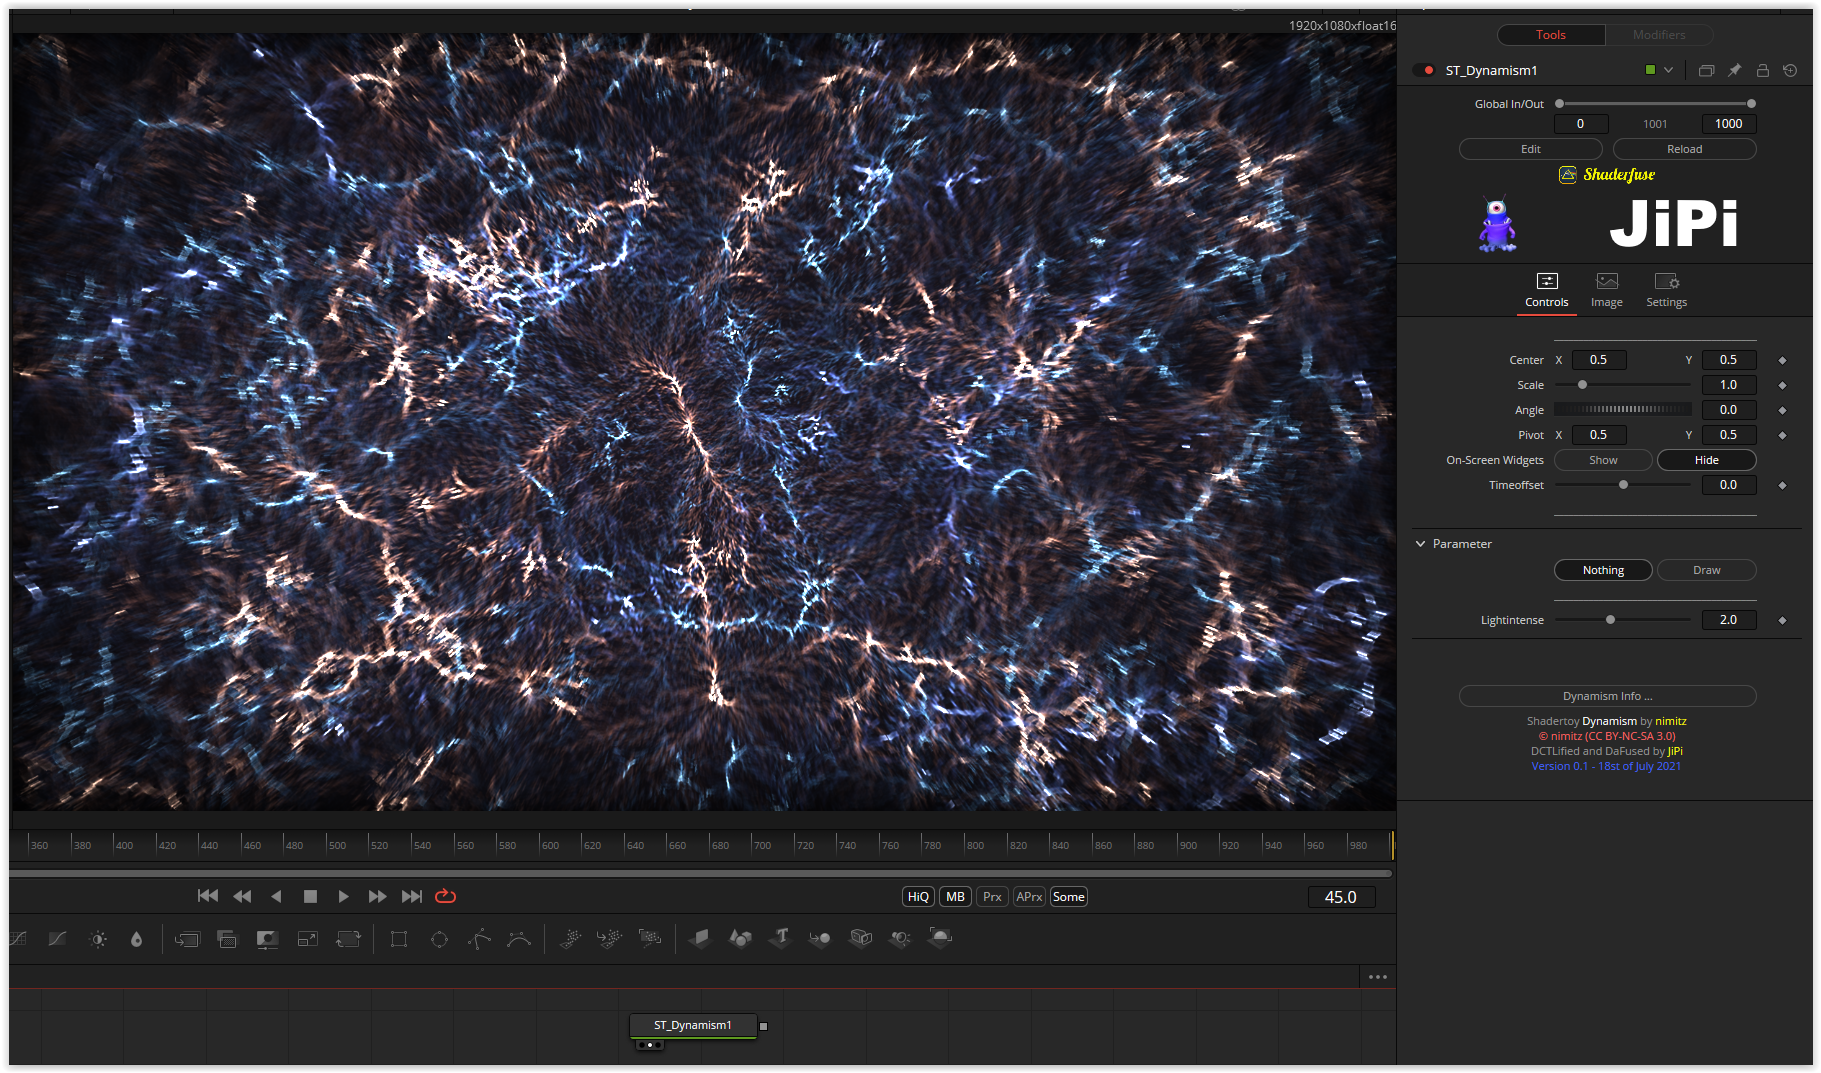 1920x1080xfloat16
360 380 400 420 440 460 480 500 520 540 560 580 600 620 640 660 680 700 720 740 760 780 800 820 840 860 880 900 920 940 960 980
HiQ MB Prx APrx Some 45.0
ST_Dynamism1
Tools Modifiers
ST_Dynamism1
Global In/Out
0 1001 1000
Edit Reload
Shaderfuse
JiPi
Controls Image Settings
Center X 0.5 Y 0.5
Scale 1.0
Angle 0.0
Pivot X 0.5 Y 0.5
On-Screen Widgets Show Hide
Timeoffset 0.0
Parameter
Nothing Draw
Lightintense 2.0
Dynamism Info ...
Shadertoy Dynamism by nimitz
© nimitz (CC BY-NC-SA 3.0)
DCTLified and DaFused by JiPi
Version 0.1 - 18st of July 2021